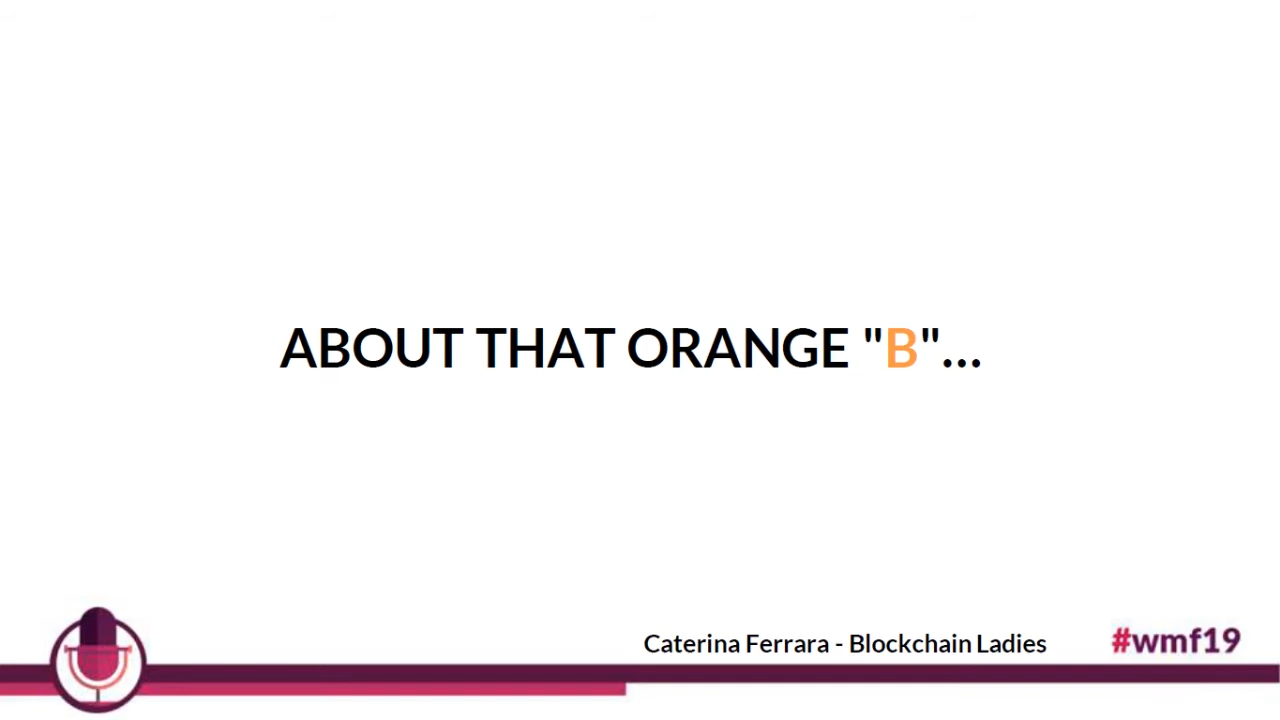 ABOUT THAT ORANGE "B"...
Caterina Ferrara - Blockchain Ladies
#wmf19